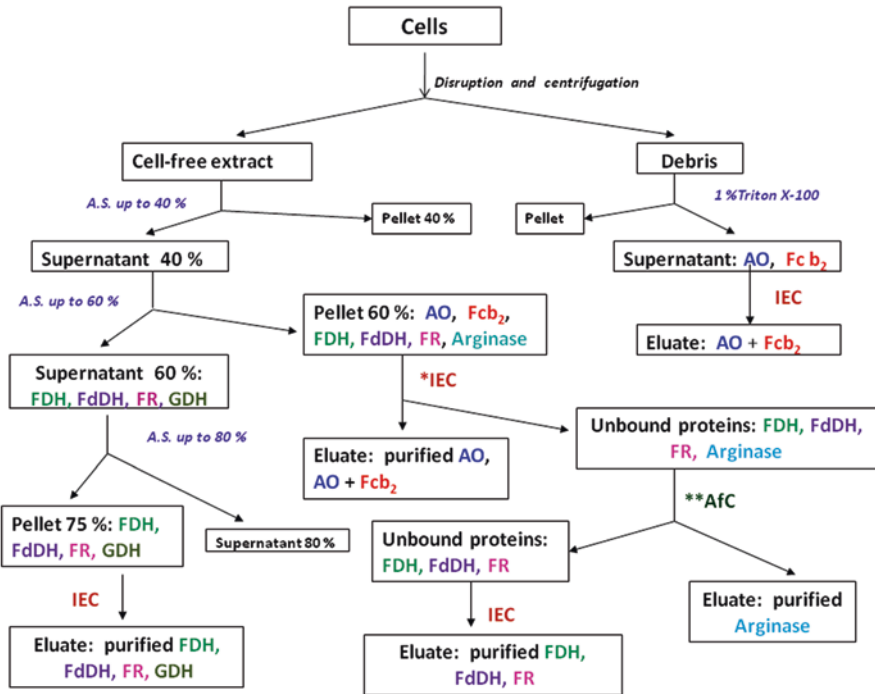 Cells
Disruption and centrifugation
Cell-free extract
Debris
A.S. up to 40 %
1 %Triton X-100
Pellet 40 %
Pellet
Supernatant 40 %
Supernatant: AO, Fc b₂
A.S. up to 60 %
IEC
Pellet 60 %: AO, Fcb₂,
FDH, FdDH, FR, Arginase
Eluate: AO + Fcb₂
Supernatant 60 %:
FDH, FdDH, FR, GDH
*IEC
A.S. up to 80 %
Unbound proteins: FDH, FdDH,
FR, Arginase
Eluate: purified AO,
AO + Fcb₂
**AfC
Pellet 75 %: FDH,
FdDH, FR, GDH
Supernatant 80 %
Unbound proteins:
FDH, FdDH, FR
IEC
IEC
Eluate: purified
Arginase
Eluate: purified FDH,
FdDH, FR, GDH
Eluate: purified FDH,
FdDH, FR